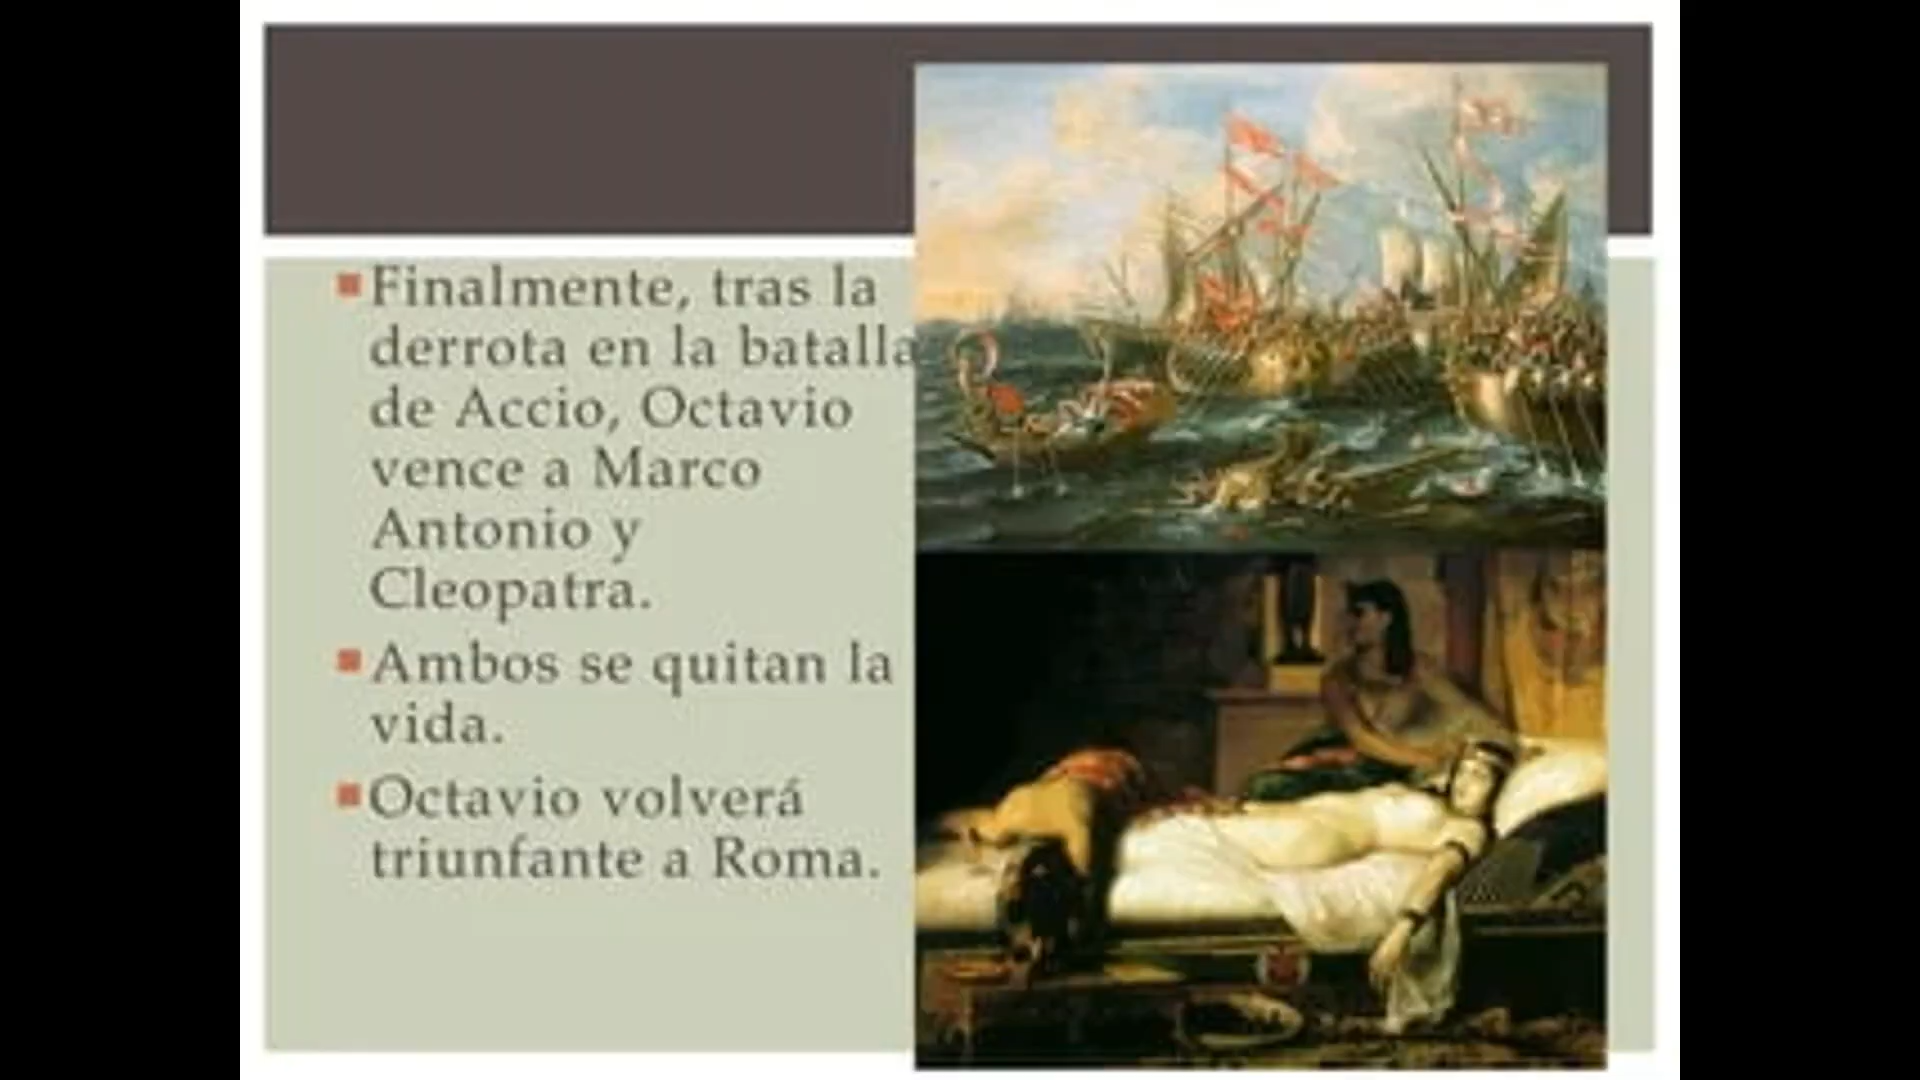 Finalmente, tras la
derrota en la batalla
de Accio, Octavio
vence a Marco
Antonio y
Cleopatra.
Ambos se quitan la
vida.
Octavio volverá
triunfante a Roma.